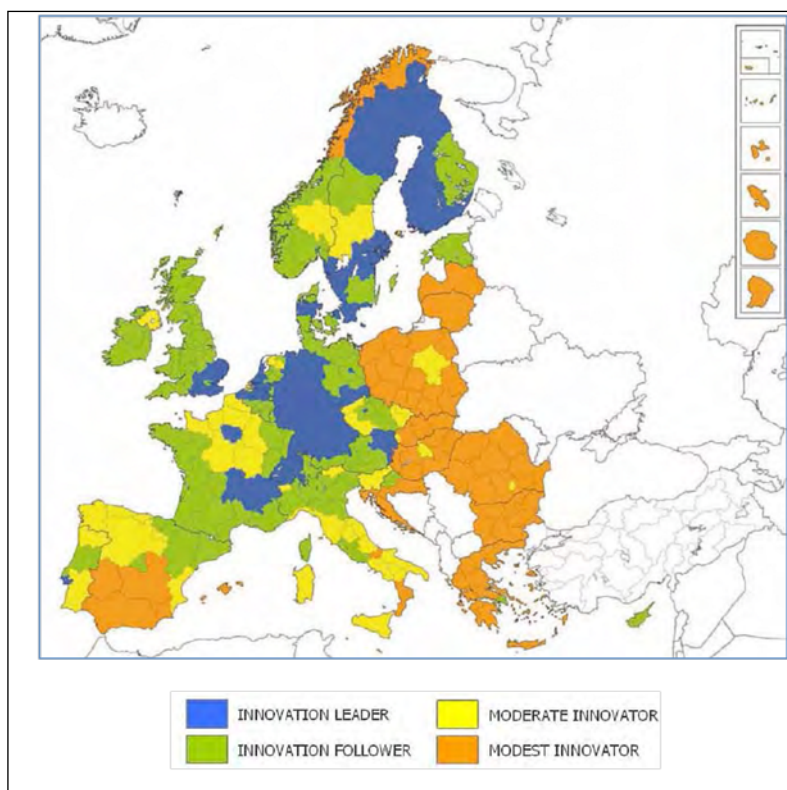 INNOVATION LEADER
MODERATE INNOVATOR
INNOVATION FOLLOWER
MODEST INNOVATOR